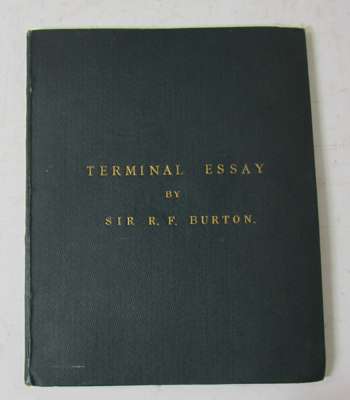 TERMINAL ESSAY
BY
SIR R. F. BURTON.